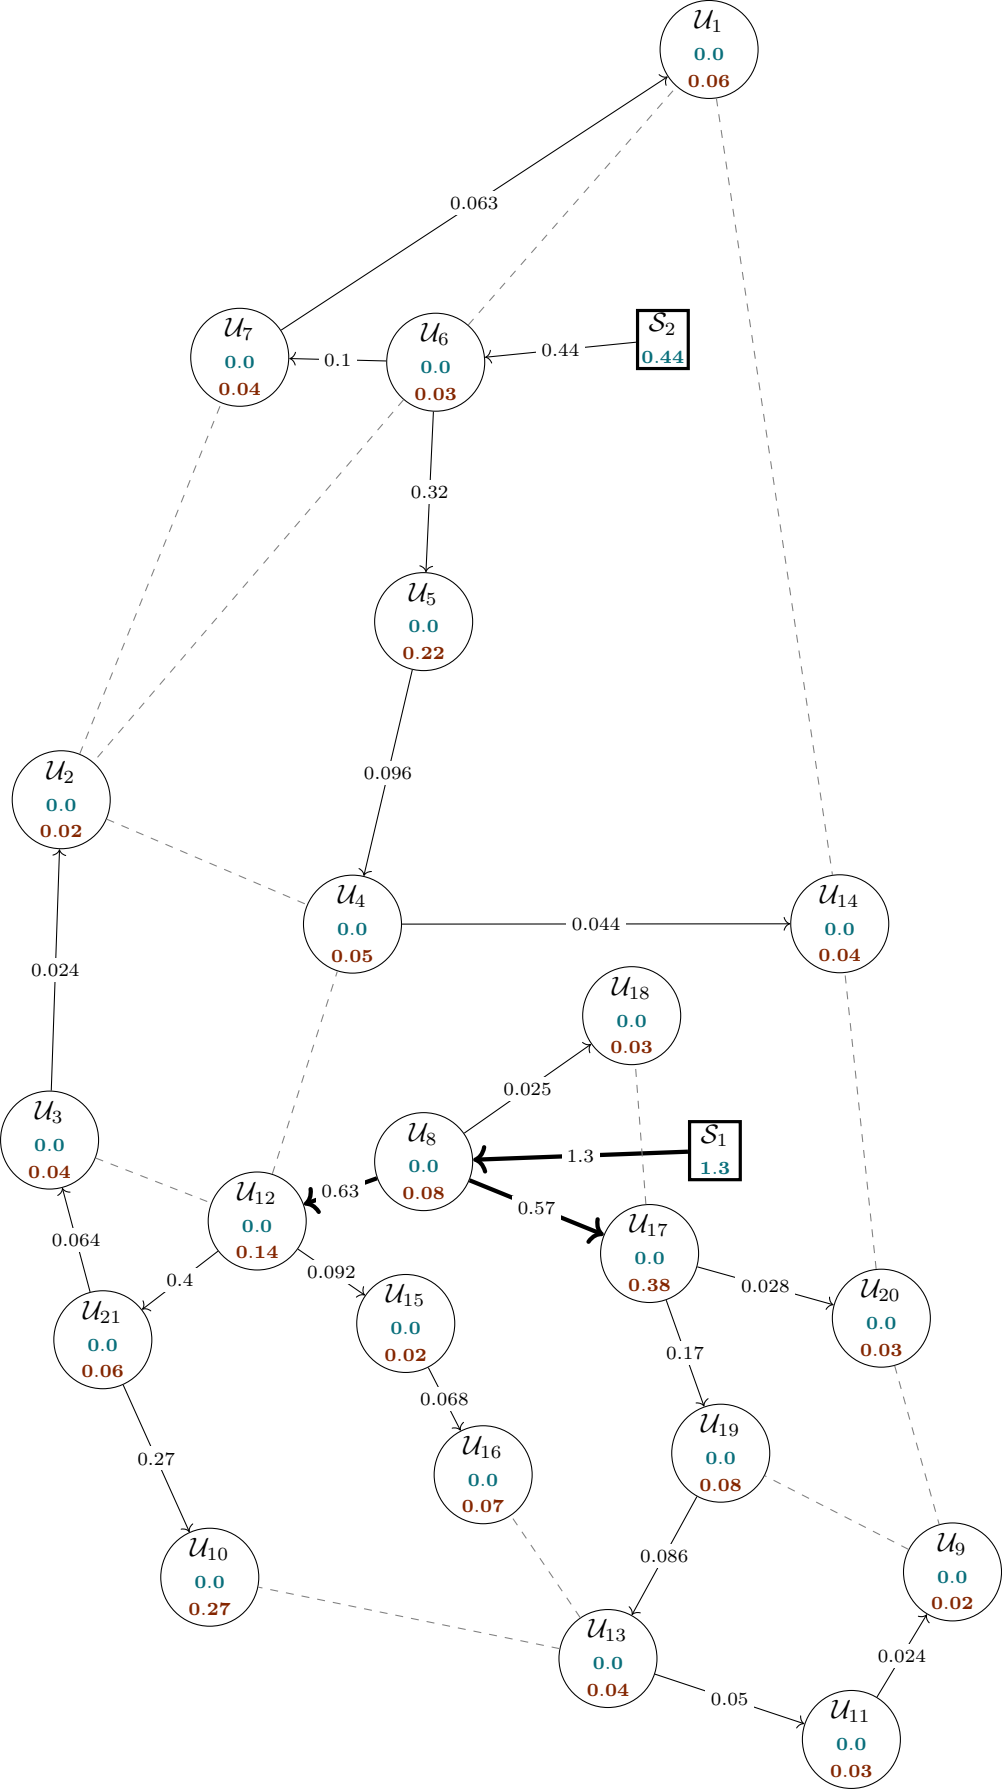 𝒰₁
0.0
0.06
0.063
𝒰₇
0.0
0.04
0.1
𝒰₆
0.0
0.03
0.44
𝒮₂
0.44
0.32
𝒰₅
0.0
0.22
0.096
𝒰₂
0.0
0.02
𝒰₄
0.0
0.05
0.044
𝒰₁₄
0.0
0.04
0.024
𝒰₁₈
0.0
0.03
0.025
𝒰₃
0.0
0.04
𝒰₈
0.0
0.08
1.3
𝒮₁
1.3
0.63
0.57
𝒰₁₂
0.0
0.14
𝒰₁₇
0.0
0.38
0.064
0.4
0.092
0.028
𝒰₂₁
0.0
0.06
𝒰₁₅
0.0
0.02
𝒰₂₀
0.0
0.03
0.17
0.068
0.27
𝒰₁₆
0.0
0.07
𝒰₁₉
0.0
0.08
𝒰₁₀
0.0
0.27
0.086
𝒰₉
0.0
0.02
𝒰₁₃
0.0
0.04
0.024
0.05
𝒰₁₁
0.0
0.03